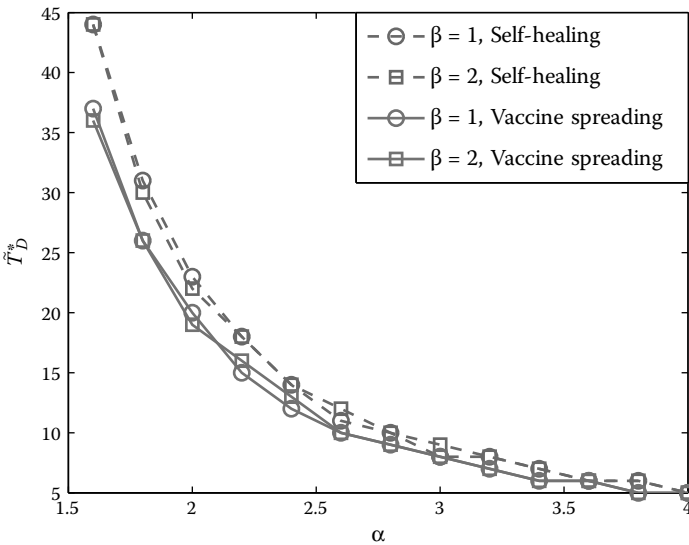 45
40
35
30
25
20
15
10
5
T̃*D
1.5
2
2.5
3
3.5
4
α
β = 1, Self-healing
β = 2, Self-healing
β = 1, Vaccine spreading
β = 2, Vaccine spreading